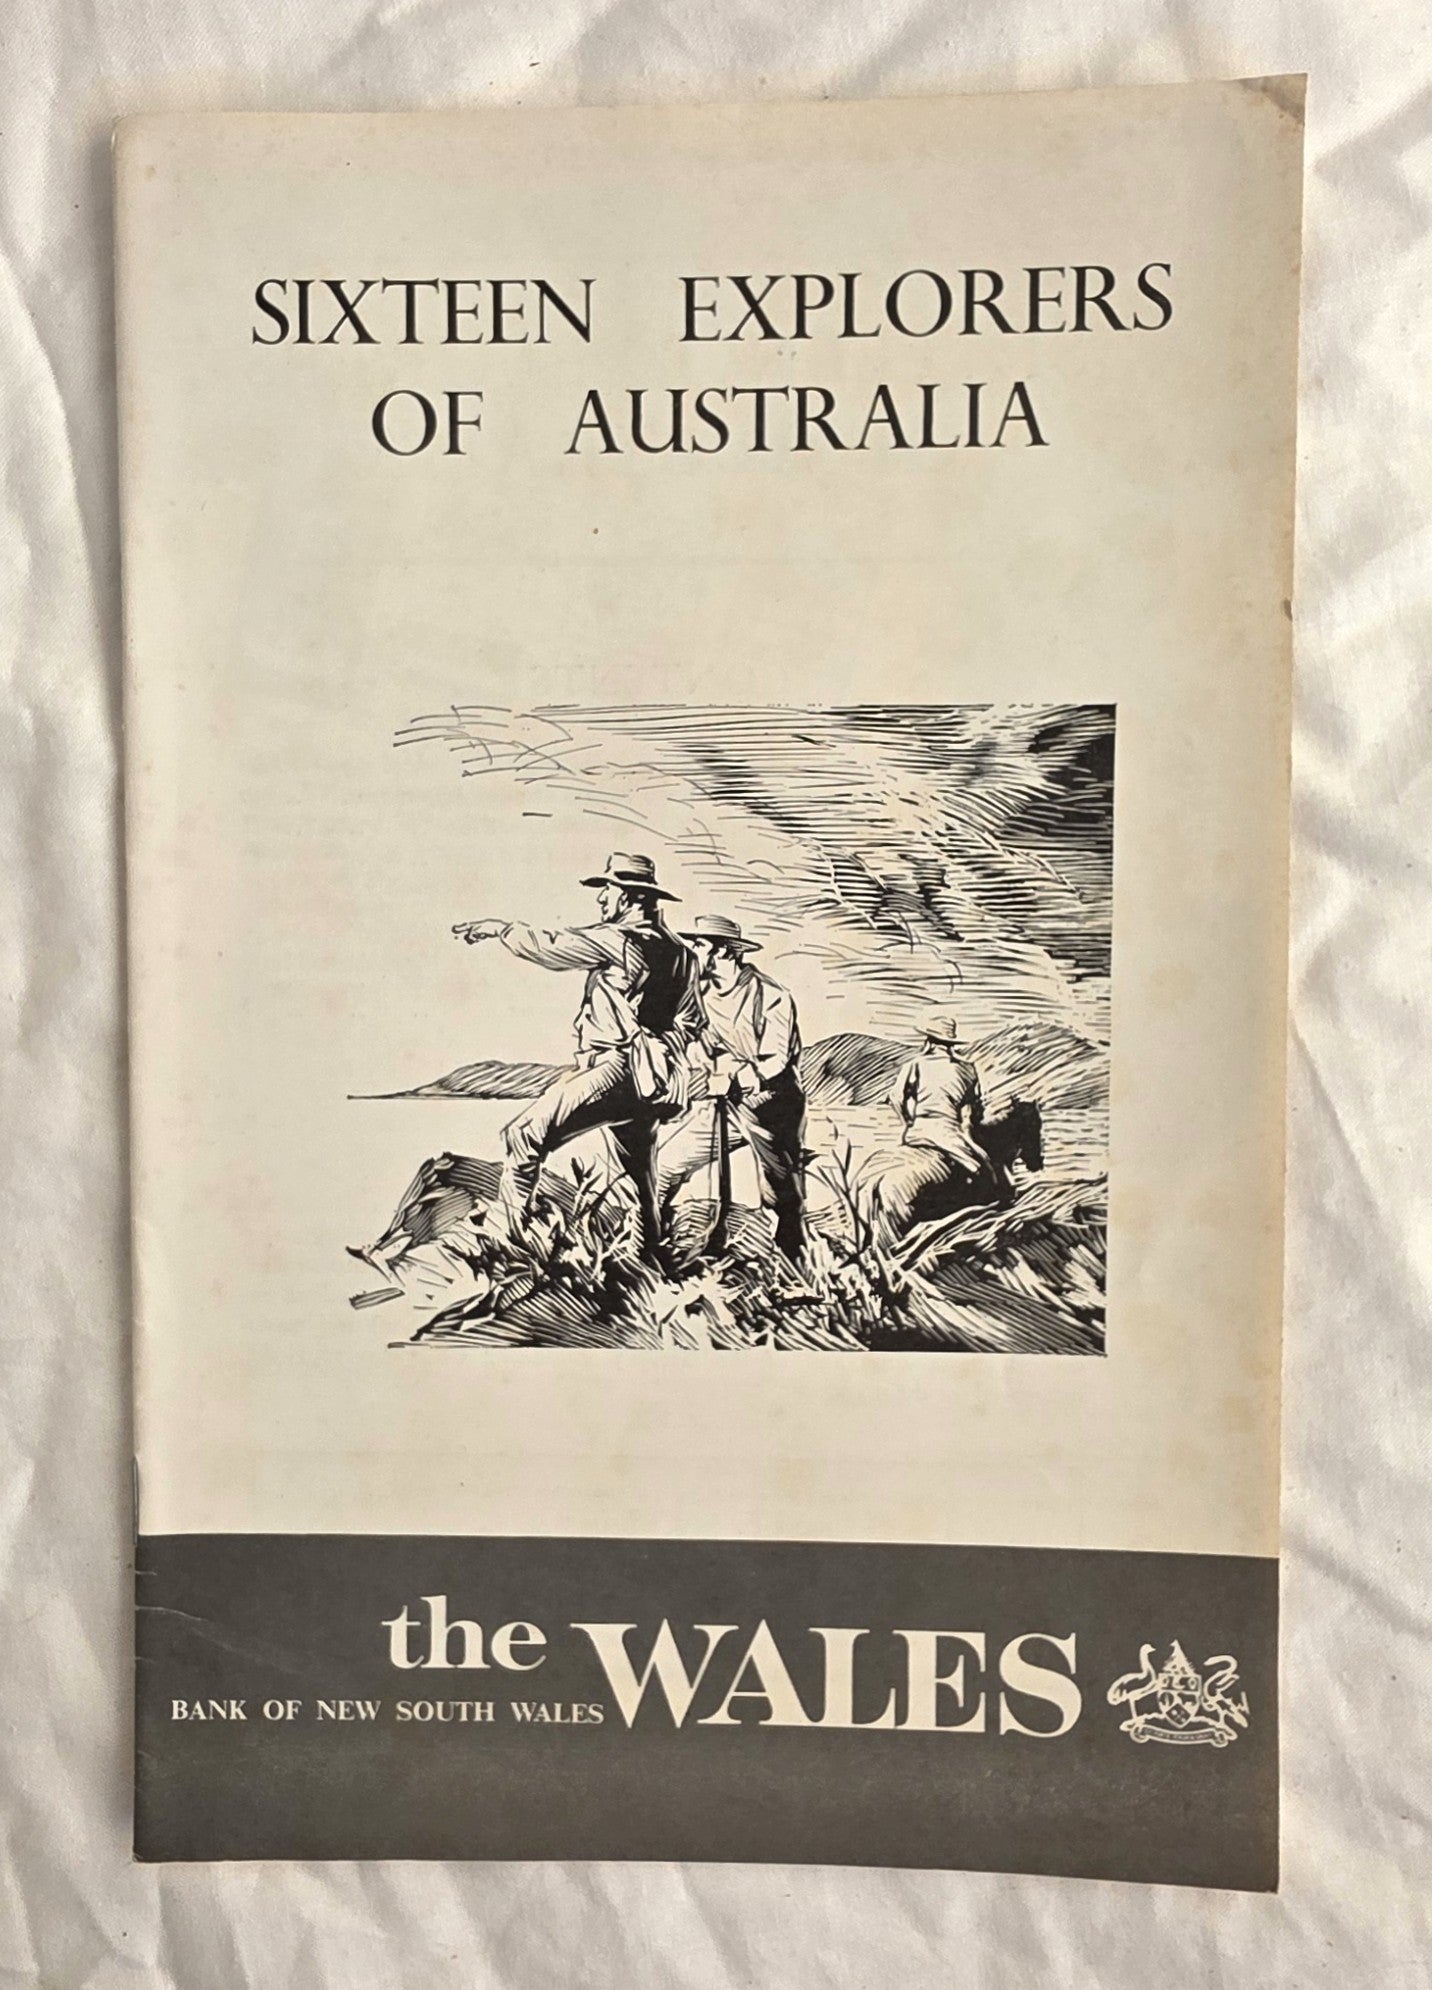 SIXTEEN EXPLORERS
OF AUSTRALIA
the WALES
BANK OF NEW SOUTH WALES